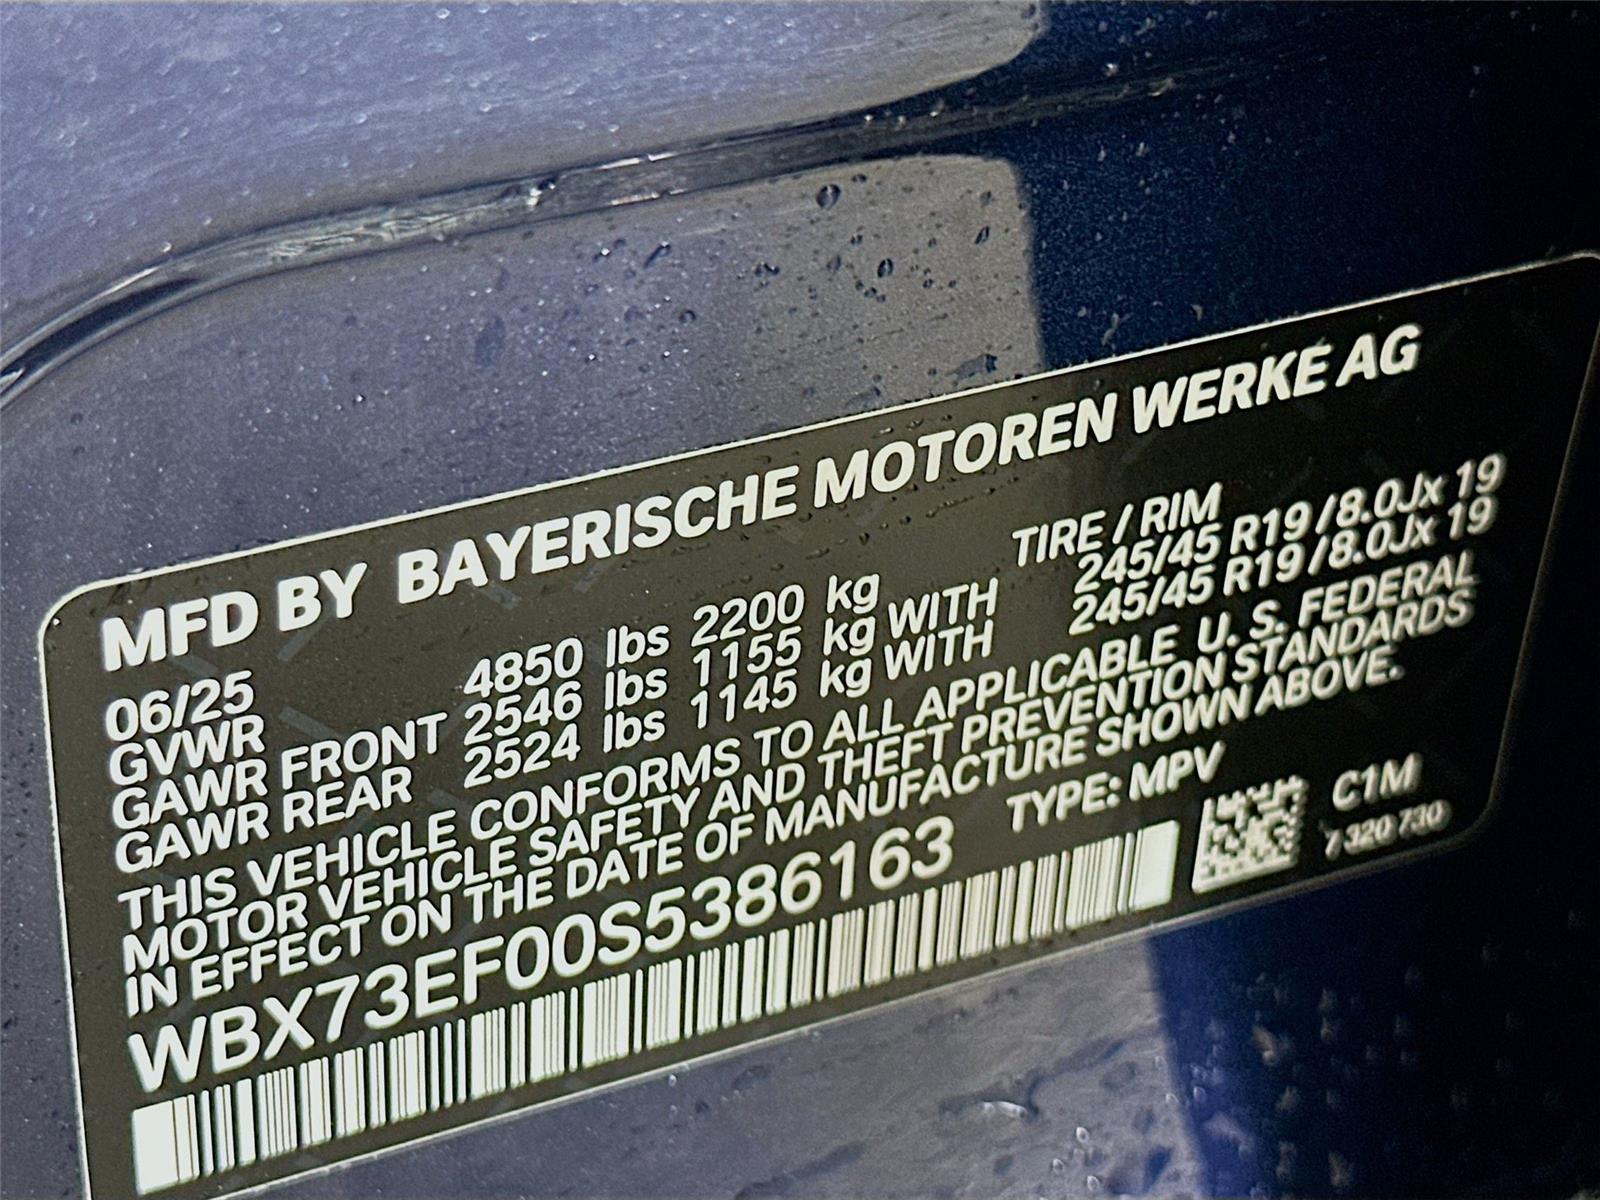 MFD BY BAYERISCHE MOTOREN WERKE AG
06/25 TIRE / RIM
GVWR 4850 lbs 2200 kg
GAWR FRONT 2546 lbs 1155 kg WITH 245/45 R19 / 8.0Jx 19
GAWR REAR 2524 lbs 1145 kg WITH 245/45 R19 / 8.0Jx 19
THIS VEHICLE CONFORMS TO ALL APPLICABLE U. S. FEDERAL
MOTOR VEHICLE SAFETY AND THEFT PREVENTION STANDARDS
IN EFFECT ON THE DATE OF MANUFACTURE SHOWN ABOVE.
WBX73EF00S5386163 TYPE: MPV
C1M
7 320 730